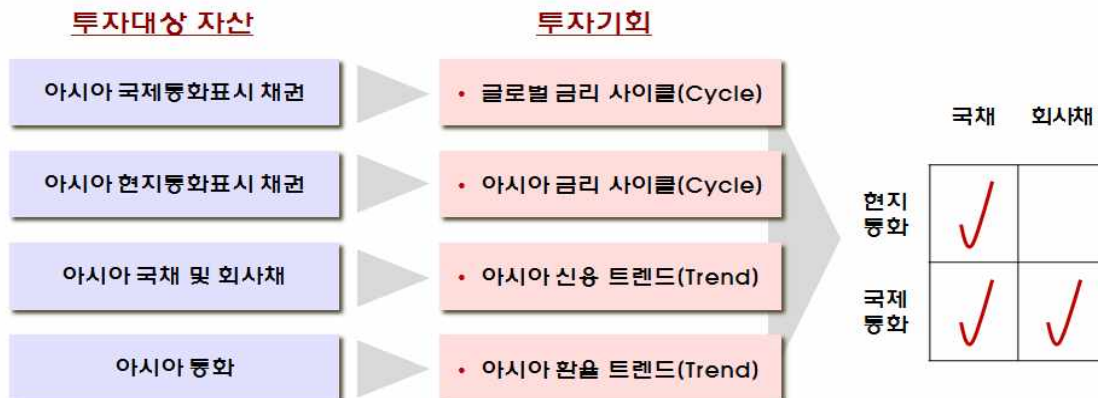 투자대상 자산
투자기회
아시아 국제통화표시 채권
• 글로벌 금리 사이클(Cycle)
아시아 현지통화표시 채권
• 아시아 금리 사이클(Cycle)
아시아 국채 및 회사채
• 아시아 신용 트렌드(Trend)
아시아 통화
• 아시아 환율 트렌드(Trend)
국채 회사채
현지
통화
국제
통화